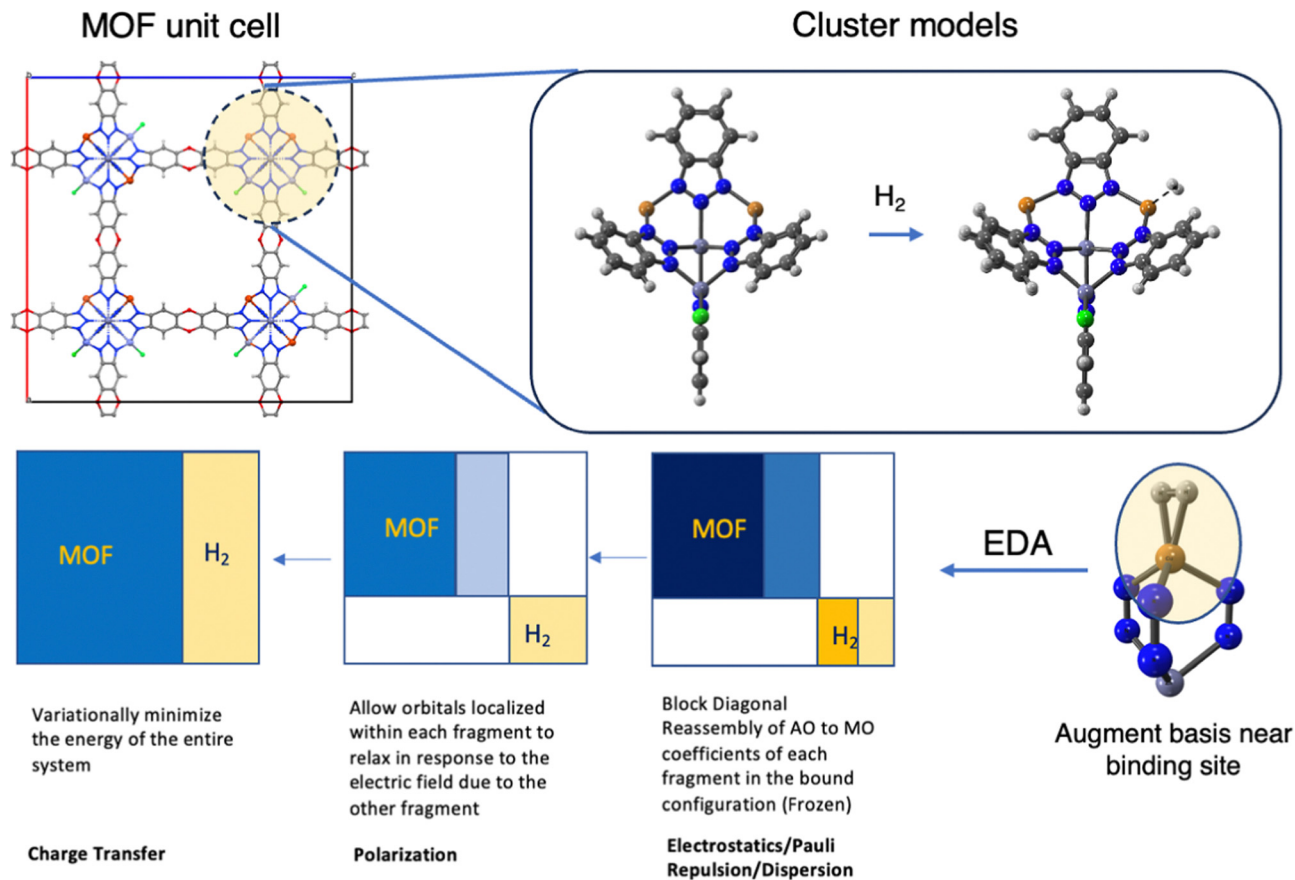 MOF unit cell
Cluster models
H₂
MOF
H₂
MOF
H₂
MOF
H₂
EDA
Variationally minimize
the energy of the entire
system
Charge Transfer
Allow orbitals localized
within each fragment to
relax in response to the
electric field due to the
other fragment
Polarization
Block Diagonal
Reassembly of AO to MO
coefficients of each
fragment in the bound
configuration (Frozen)
Electrostatics/Pauli
Repulsion/Dispersion
Augment basis near
binding site